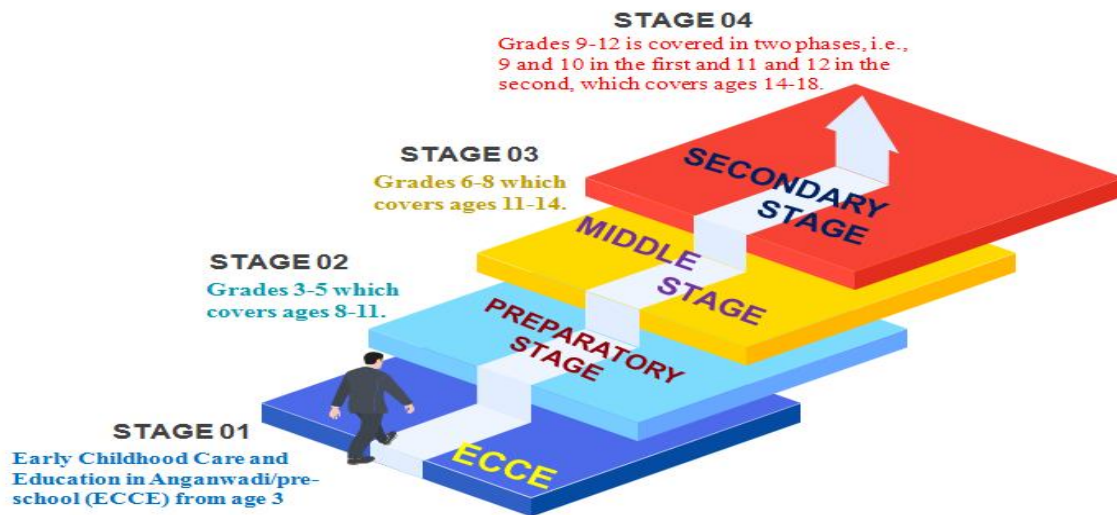 STAGE 04
Grades 9-12 is covered in two phases, i.e.,
9 and 10 in the first and 11 and 12 in the
second, which covers ages 14-18.
SECONDARY
STAGE
STAGE 03
Grades 6-8 which
covers ages 11-14.
MIDDLE
STAGE
STAGE 02
Grades 3-5 which
covers ages 8-11.
PREPARATORY
STAGE
STAGE 01
Early Childhood Care and
Education in Anganwadi/pre-
school (ECCE) from age 3
ECCE